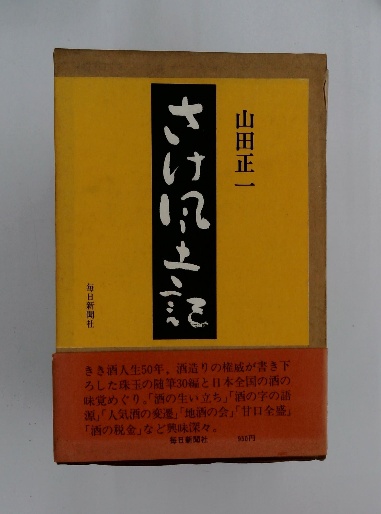 山田正一
さけ風土記
毎日新聞社
きき酒人生50年。酒造りの権威が書き下
ろした珠玉の随筆30編と日本全国の酒の
味覚めぐり。「酒の生い立ち」「酒の字の語
源」「人気酒の変遷」「地酒の会」「甘口全盛」
「酒の税金」など興味深々。
毎日新聞社